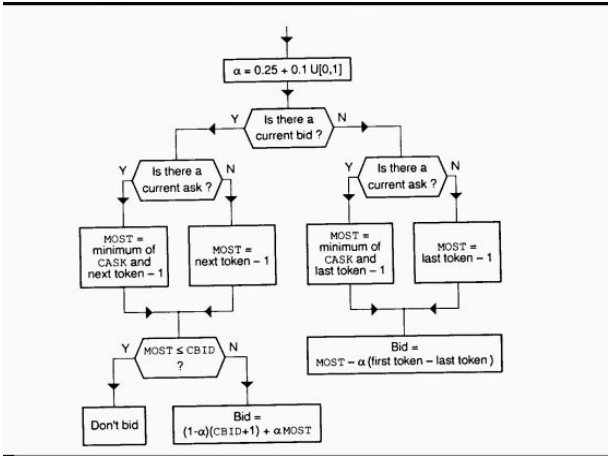 α = 0.25 + 0.1 U[0,1]
Y
Is there a
current bid ?
N
Y
Is there a
current ask ?
N
Y
Is there a
current ask ?
N
MOST =
minimum of
CASK and
next token – 1
MOST =
next token – 1
MOST =
minimum of
CASK and
last token – 1
MOST =
last token – 1
Y
MOST ≤ CBID
?
N
Bid =
MOST – α (first token – last token )
Don't bid
Bid =
(1-α)(CBID+1) + α MOST